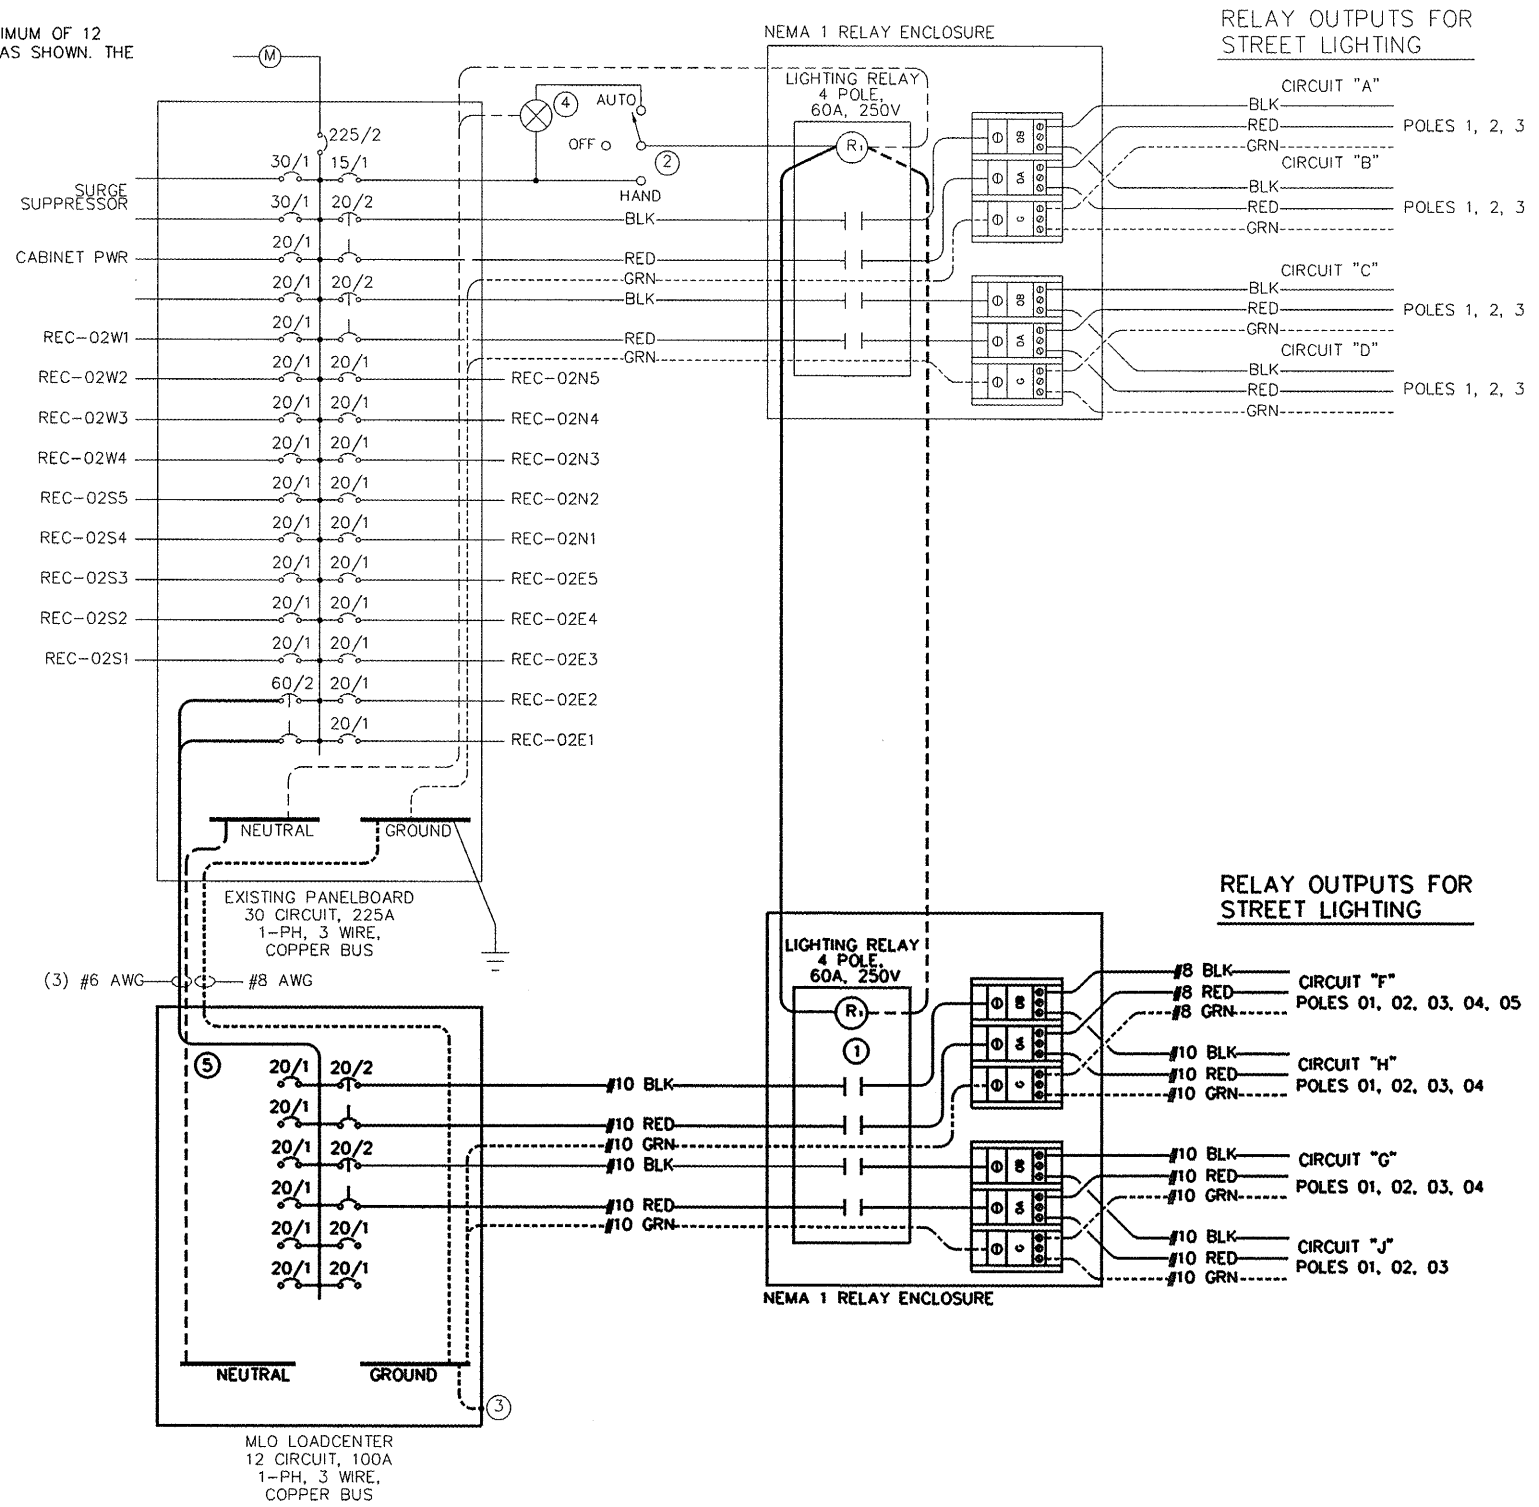 IMUM OF 12
AS SHOWN. THE
M
NEMA 1 RELAY ENCLOSURE
RELAY OUTPUTS FOR
STREET LIGHTING
LIGHTING RELAY
4 POLE,
60A, 250V
R1
4
AUTO
OFF
2
HAND
225/2
30/1 15/1
SURGE
SUPPRESSOR
30/1 20/2
BLK
CABINET PWR
20/1
RED
GRN
20/1 20/2
BLK
REC-02W1
20/1
RED
GRN
REC-02W2 20/1 20/1 REC-02N5
REC-02W3 20/1 20/1 REC-02N4
REC-02W4 20/1 20/1 REC-02N3
REC-02S5 20/1 20/1 REC-02N2
REC-02S4 20/1 20/1 REC-02N1
REC-02S3 20/1 20/1 REC-02E5
REC-02S2 20/1 20/1 REC-02E4
REC-02S1 20/1 20/1 REC-02E3
60/2 20/1 REC-02E2
20/1 REC-02E1
NEUTRAL
GROUND
EXISTING PANELBOARD
30 CIRCUIT, 225A
1-PH, 3 WIRE,
COPPER BUS
ØB
ØA
G
ØB
ØA
G
CIRCUIT "A"
BLK
RED POLES 1, 2, 3
GRN
CIRCUIT "B"
BLK
RED POLES 1, 2, 3
GRN
CIRCUIT "C"
BLK
RED POLES 1, 2, 3
GRN
CIRCUIT "D"
BLK
RED POLES 1, 2, 3
GRN
(3) #6 AWG
#8 AWG
5
20/1 20/2
20/1
20/1 20/2
20/1
20/1 20/1
20/1 20/1
NEUTRAL
GROUND
3
MLO LOADCENTER
12 CIRCUIT, 100A
1-PH, 3 WIRE,
COPPER BUS
#10 BLK
#10 RED
#10 GRN
#10 BLK
#10 RED
#10 GRN
LIGHTING RELAY
4 POLE,
60A, 250V
R1
1
ØB
ØA
G
ØB
ØA
G
NEMA 1 RELAY ENCLOSURE
RELAY OUTPUTS FOR
STREET LIGHTING
#8 BLK
#8 RED
#8 GRN
CIRCUIT "F"
POLES 01, 02, 03, 04, 05
#10 BLK
#10 RED
#10 GRN
CIRCUIT "H"
POLES 01, 02, 03, 04
#10 BLK
#10 RED
#10 GRN
CIRCUIT "G"
POLES 01, 02, 03, 04
#10 BLK
#10 RED
#10 GRN
CIRCUIT "J"
POLES 01, 02, 03